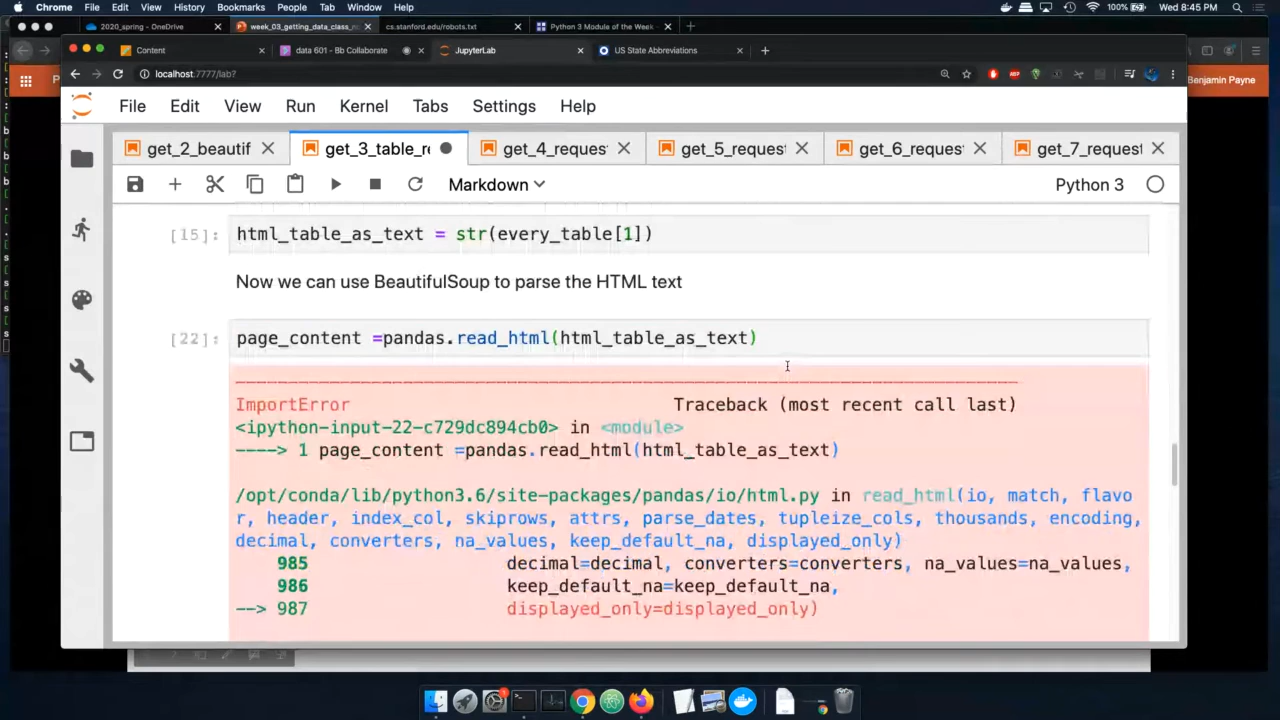 Chrome File Edit View History Bookmarks People Tab Window Help 100% Wed 8:45 PM
2020_spring - OneDrive week_03_getting_data_class_n cs.stanford.edu/robots.txt Python 3 Module of the Week
Content data 601 - Bb Collaborate JupyterLab US State Abbreviations
localhost:7777/lab? ABP
Benjamin Payne
File Edit View Run Kernel Tabs Settings Help
get_2_beautif get_3_table_r get_4_reques get_5_reques get_6_reques get_7_reques
Markdown Python 3
[15]: html_table_as_text = str(every_table[1])
Now we can use BeautifulSoup to parse the HTML text
[22]: page_content =pandas.read_html(html_table_as_text)
---------------------------------------------------------------------------
ImportError Traceback (most recent call last)
<ipython-input-22-c729dc894cb0> in <module>
----> 1 page_content =pandas.read_html(html_table_as_text)
/opt/conda/lib/python3.6/site-packages/pandas/io/html.py in read_html(io, match, flavo
r, header, index_col, skiprows, attrs, parse_dates, tupleize_cols, thousands, encoding,
decimal, converters, na_values, keep_default_na, displayed_only)
985 decimal=decimal, converters=converters, na_values=na_values,
986 keep_default_na=keep_default_na,
--> 987 displayed_only=displayed_only)